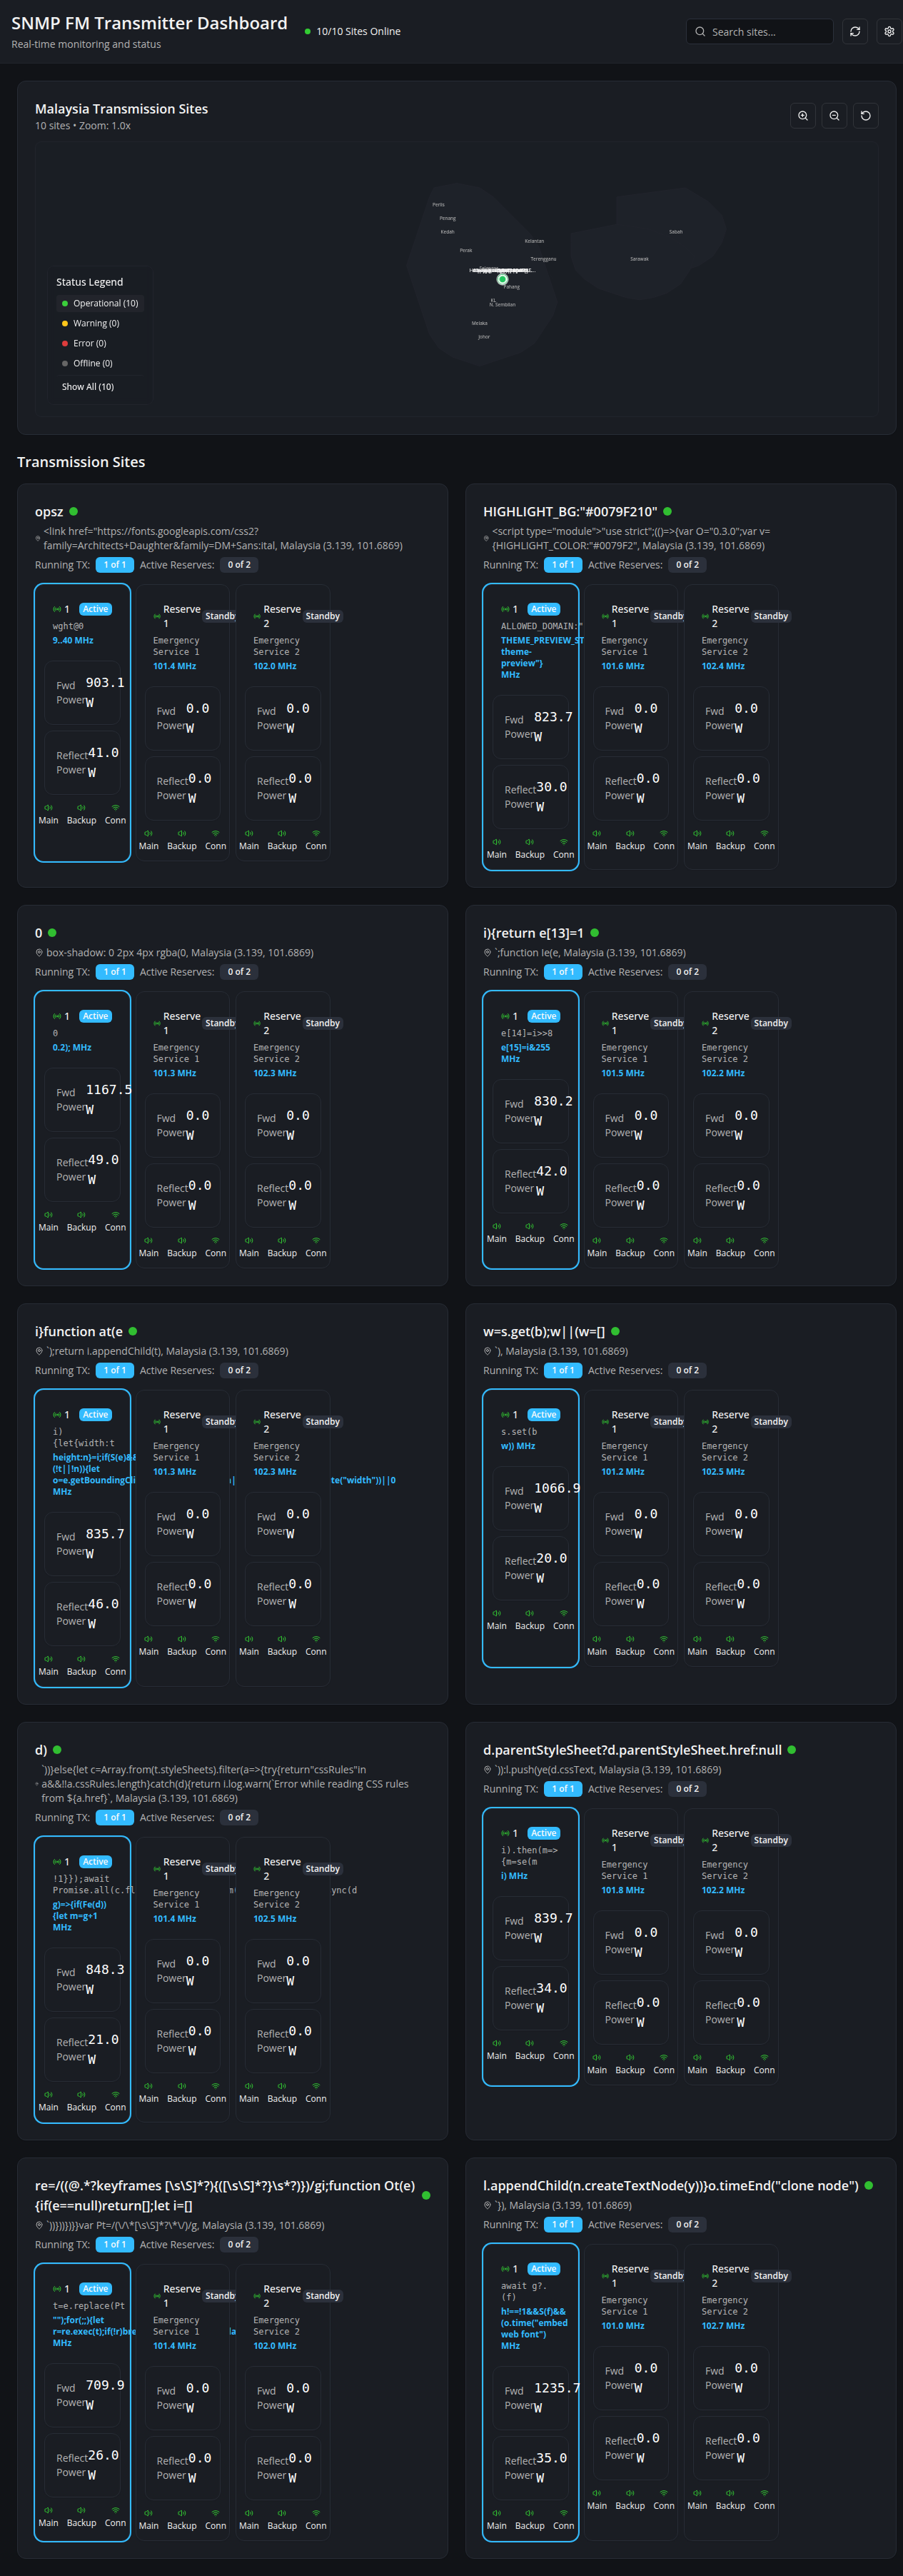 SNMP FM Transmitter Dashboard
Real-time monitoring and status
10/10 Sites Online
Search sites...
Malaysia Transmission Sites
10 sites • Zoom: 1.0x
Perlis
Penang
Kedah
Perak
Kelantan
Terengganu
Pahang
KL
N. Sembilan
Melaka
Johor
Sabah
Sarawak
Status Legend
Operational (10)
Warning (0)
Error (0)
Offline (0)
Show All (10)
Transmission Sites
opsz
<link href="https://fonts.googleapis.com/css2?
family=Architects+Daughter&family=DM+Sans:ital, Malaysia (3.139, 101.6869)
Running TX: 1 of 1 Active Reserves: 0 of 2
1 Active
wght@0
9..40 MHz
Fwd Power 903.1 W
Reflect Power 41.0 W
Main Backup Conn
Reserve 1 Standby
Emergency Service 1
101.4 MHz
Fwd Power 0.0 W
Reflect Power 0.0 W
Main Backup Conn
Reserve 2 Standby
Emergency Service 2
102.0 MHz
Fwd Power 0.0 W
Reflect Power 0.0 W
Main Backup Conn
HIGHLIGHT_BG:"#0079F210"
<script type="module">"use strict";(()=>{var O="0.3.0";var v=
{HIGHLIGHT_COLOR:"#0079F2", Malaysia (3.139, 101.6869)
Running TX: 1 of 1 Active Reserves: 0 of 2
1 Active
ALLOWED_DOMAIN:"
THEME_PREVIEW_ST
theme-
preview"}
MHz
Fwd Power 823.7 W
Reflect Power 30.0 W
Main Backup Conn
Reserve 1 Standby
Emergency Service 1
101.6 MHz
Fwd Power 0.0 W
Reflect Power 0.0 W
Main Backup Conn
Reserve 2 Standby
Emergency Service 2
102.4 MHz
Fwd Power 0.0 W
Reflect Power 0.0 W
Main Backup Conn
0
box-shadow: 0 2px 4px rgba(0, Malaysia (3.139, 101.6869)
Running TX: 1 of 1 Active Reserves: 0 of 2
1 Active
0
0.2); MHz
Fwd Power 1167.5 W
Reflect Power 49.0 W
Main Backup Conn
Reserve 1 Standby
Emergency Service 1
101.3 MHz
Fwd Power 0.0 W
Reflect Power 0.0 W
Main Backup Conn
Reserve 2 Standby
Emergency Service 2
102.3 MHz
Fwd Power 0.0 W
Reflect Power 0.0 W
Main Backup Conn
i){return e[13]=1
`;function Ie(e, Malaysia (3.139, 101.6869)
Running TX: 1 of 1 Active Reserves: 0 of 2
1 Active
e[14]=i>>8
e[15]=i&255
MHz
Fwd Power 830.2 W
Reflect Power 42.0 W
Main Backup Conn
Reserve 1 Standby
Emergency Service 1
101.5 MHz
Fwd Power 0.0 W
Reflect Power 0.0 W
Main Backup Conn
Reserve 2 Standby
Emergency Service 2
102.2 MHz
Fwd Power 0.0 W
Reflect Power 0.0 W
Main Backup Conn
i}function at(e
`);return i.appendChild(t), Malaysia (3.139, 101.6869)
Running TX: 1 of 1 Active Reserves: 0 of 2
1 Active
i)
{let{width:t
height:n}=i;if(S(e)&&
(!t||!n)){let
o=e.getBoundingCli
te("width"))||0
MHz
Fwd Power 835.7 W
Reflect Power 46.0 W
Main Backup Conn
Reserve 1 Standby
Emergency Service 1
101.3 MHz
Fwd Power 0.0 W
Reflect Power 0.0 W
Main Backup Conn
Reserve 2 Standby
Emergency Service 2
102.3 MHz
Fwd Power 0.0 W
Reflect Power 0.0 W
Main Backup Conn
w=s.get(b);w||(w=[]
`), Malaysia (3.139, 101.6869)
Running TX: 1 of 1 Active Reserves: 0 of 2
1 Active
s.set(b
w)) MHz
Fwd Power 1066.9 W
Reflect Power 20.0 W
Main Backup Conn
Reserve 1 Standby
Emergency Service 1
101.2 MHz
Fwd Power 0.0 W
Reflect Power 0.0 W
Main Backup Conn
Reserve 2 Standby
Emergency Service 2
102.5 MHz
Fwd Power 0.0 W
Reflect Power 0.0 W
Main Backup Conn
d)
`))}else{let c=Array.from(t.styleSheets).filter(a=>{try{return"cssRules"in
a&&!!a.cssRules.length}catch(d){return i.log.warn(`Error while reading CSS rules
from ${a.href}`, Malaysia (3.139, 101.6869)
Running TX: 1 of 1 Active Reserves: 0 of 2
1 Active
!1}});await
Promise.all(c.fl
ync(d
g)=>{if(Fe(d))
{let m=g+1
MHz
Fwd Power 848.3 W
Reflect Power 21.0 W
Main Backup Conn
Reserve 1 Standby
Emergency Service 1
101.4 MHz
Fwd Power 0.0 W
Reflect Power 0.0 W
Main Backup Conn
Reserve 2 Standby
Emergency Service 2
102.5 MHz
Fwd Power 0.0 W
Reflect Power 0.0 W
Main Backup Conn
d.parentStyleSheet?d.parentStyleSheet.href:null
`)):l.push(ye(d.cssText, Malaysia (3.139, 101.6869)
Running TX: 1 of 1 Active Reserves: 0 of 2
1 Active
i).then(m=>
{m=se(m
i) MHz
Fwd Power 839.7 W
Reflect Power 34.0 W
Main Backup Conn
Reserve 1 Standby
Emergency Service 1
101.8 MHz
Fwd Power 0.0 W
Reflect Power 0.0 W
Main Backup Conn
Reserve 2 Standby
Emergency Service 2
102.2 MHz
Fwd Power 0.0 W
Reflect Power 0.0 W
Main Backup Conn
re=/((@.*?keyframes [\s\S]*?){([\s\S]*?}\s*?)})/gi;function Ot(e)
{if(e==null)return[];let i=[]
`))}))}))}var Pt=/(\/\*[\s\S]*?\*\/)/g, Malaysia (3.139, 101.6869)
Running TX: 1 of 1 Active Reserves: 0 of 2
1 Active
t=e.replace(Pt
"");for(;;){let
r=re.exec(t);if(!r)bre
MHz
Fwd Power 709.9 W
Reflect Power 26.0 W
Main Backup Conn
Reserve 1 Standby
Emergency Service 1
101.4 MHz
Fwd Power 0.0 W
Reflect Power 0.0 W
Main Backup Conn
Reserve 2 Standby
Emergency Service 2
102.0 MHz
Fwd Power 0.0 W
Reflect Power 0.0 W
Main Backup Conn
l.appendChild(n.createTextNode(y))}o.timeEnd("clone node")
`}), Malaysia (3.139, 101.6869)
Running TX: 1 of 1 Active Reserves: 0 of 2
1 Active
await g?.
(f)
h!==!1&&S(f)&&
(o.time("embed
web font")
MHz
Fwd Power 1235.7 W
Reflect Power 35.0 W
Main Backup Conn
Reserve 1 Standby
Emergency Service 1
101.0 MHz
Fwd Power 0.0 W
Reflect Power 0.0 W
Main Backup Conn
Reserve 2 Standby
Emergency Service 2
102.7 MHz
Fwd Power 0.0 W
Reflect Power 0.0 W
Main Backup Conn